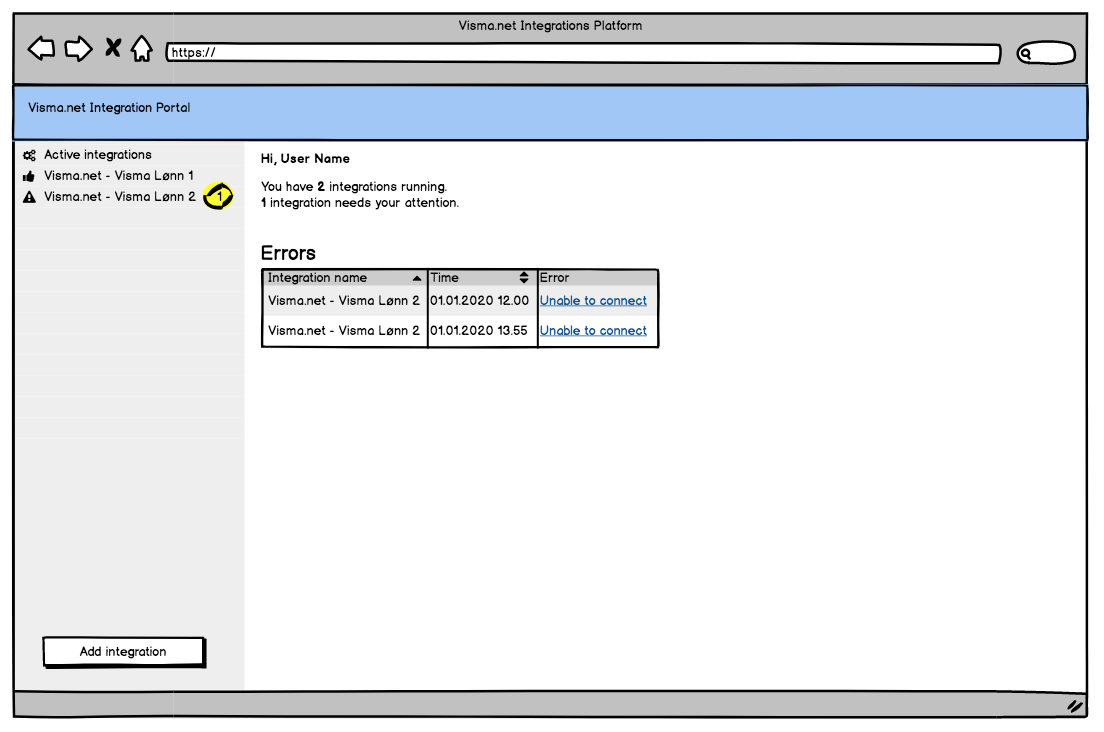 Visma.net Integrations Platform
https://
Visma.net Integration Portal
Active integrations
Visma.net - Visma Lønn 1
Visma.net - Visma Lønn 2 1
Hi, User Name
You have 2 integrations running.
1 integration needs your attention.
Errors
Integration name Time Error
Visma.net - Visma Lønn 2 01.01.2020 12.00 Unable to connect
Visma.net - Visma Lønn 2 01.01.2020 13.55 Unable to connect
Add integration